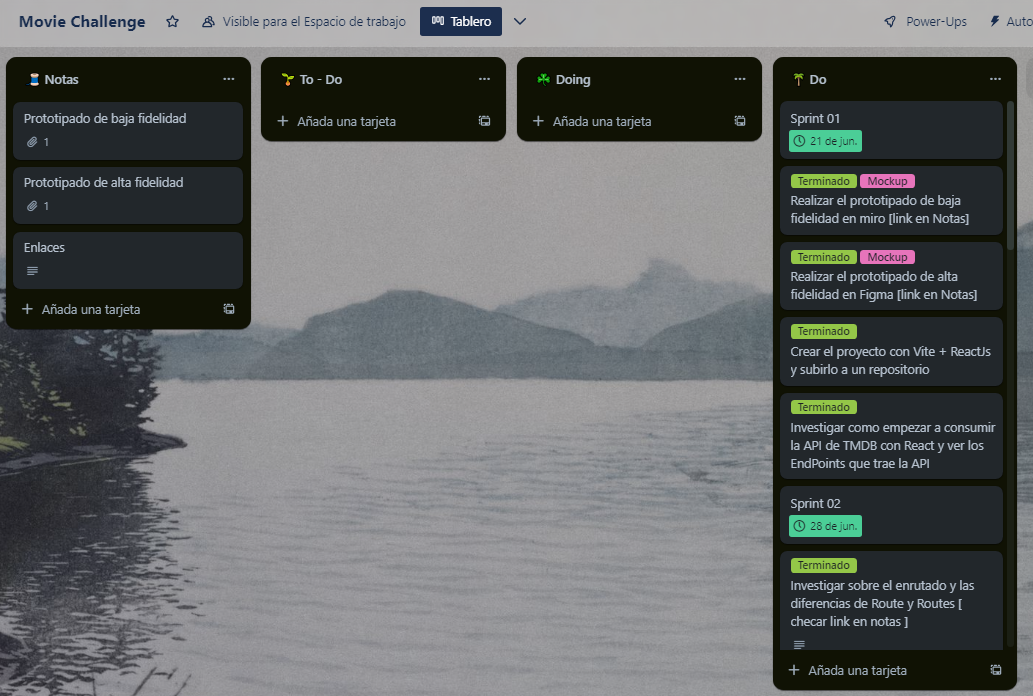 Movie Challenge
Visible para el Espacio de trabajo
Tablero
Power-Ups
Auto
Notas
Prototipado de baja fidelidad
1
Prototipado de alta fidelidad
1
Enlaces
Añada una tarjeta
To - Do
Añada una tarjeta
Doing
Añada una tarjeta
Do
Sprint 01
21 de jun.
Terminado Mockup
Realizar el prototipado de baja
fidelidad en miro [link en Notas]
Terminado Mockup
Realizar el prototipado de alta
fidelidad en Figma [link en Notas]
Terminado
Crear el proyecto con Vite + ReactJs
y subirlo a un repositorio
Terminado
Investigar como empezar a consumir
la API de TMDB con React y ver los
EndPoints que trae la API
Sprint 02
28 de jun.
Terminado
Investigar sobre el enrutado y las
diferencias de Route y Routes [
checar link en notas ]
Añada una tarjeta